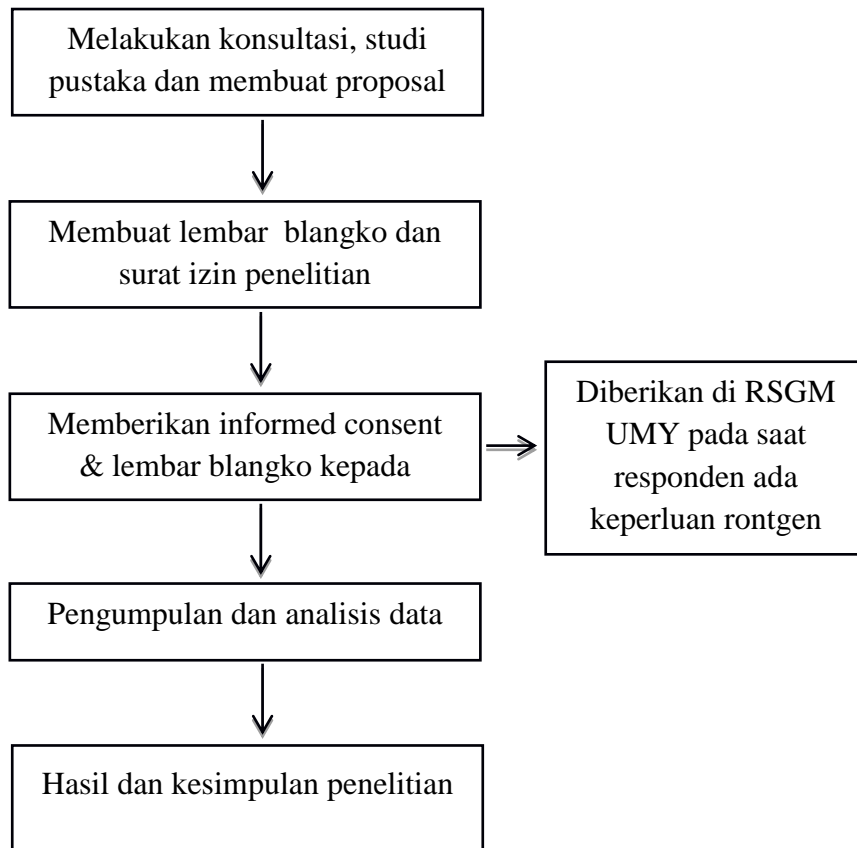 Melakukan konsultasi, studi
pustaka dan membuat proposal
Membuat lembar blangko dan
surat izin penelitian
Memberikan informed consent
& lembar blangko kepada
Diberikan di RSGM
UMY pada saat
responden ada
keperluan rontgen
Pengumpulan dan analisis data
Hasil dan kesimpulan penelitian